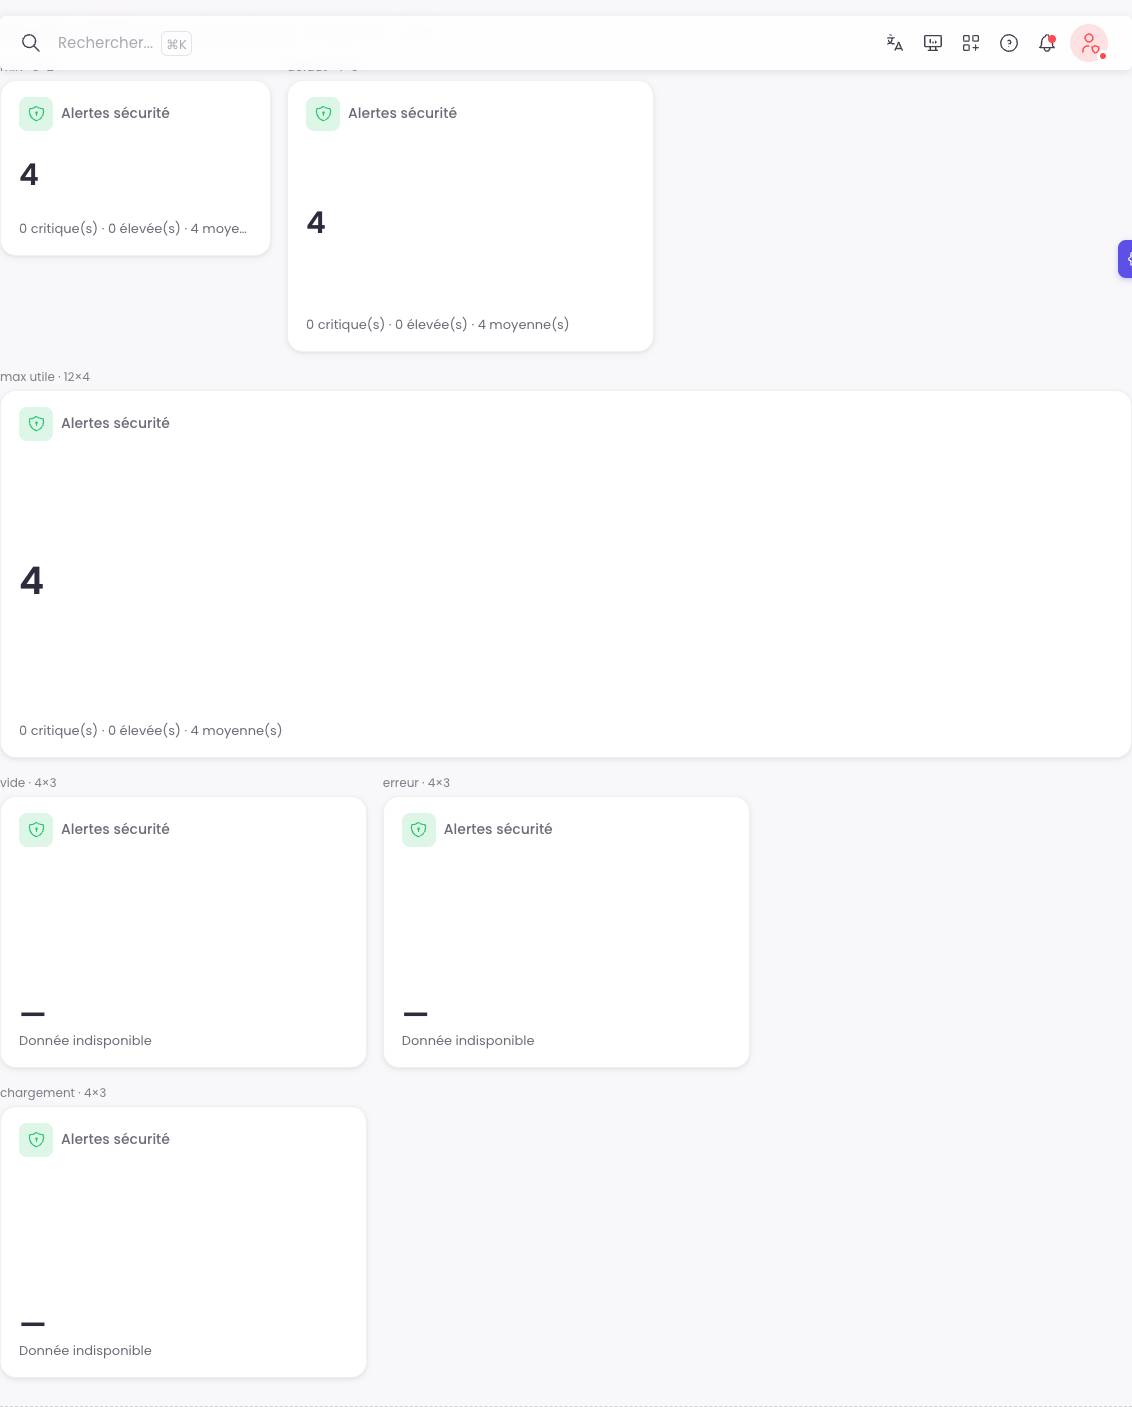 Rechercher... ⌘K
Alertes sécurité
4
0 critique(s) · 0 élevée(s) · 4 moye...
Alertes sécurité
4
0 critique(s) · 0 élevée(s) · 4 moyenne(s)
max utile · 12×4
Alertes sécurité
4
0 critique(s) · 0 élevée(s) · 4 moyenne(s)
vide · 4×3
Alertes sécurité
—
Donnée indisponible
erreur · 4×3
Alertes sécurité
—
Donnée indisponible
chargement · 4×3
Alertes sécurité
—
Donnée indisponible